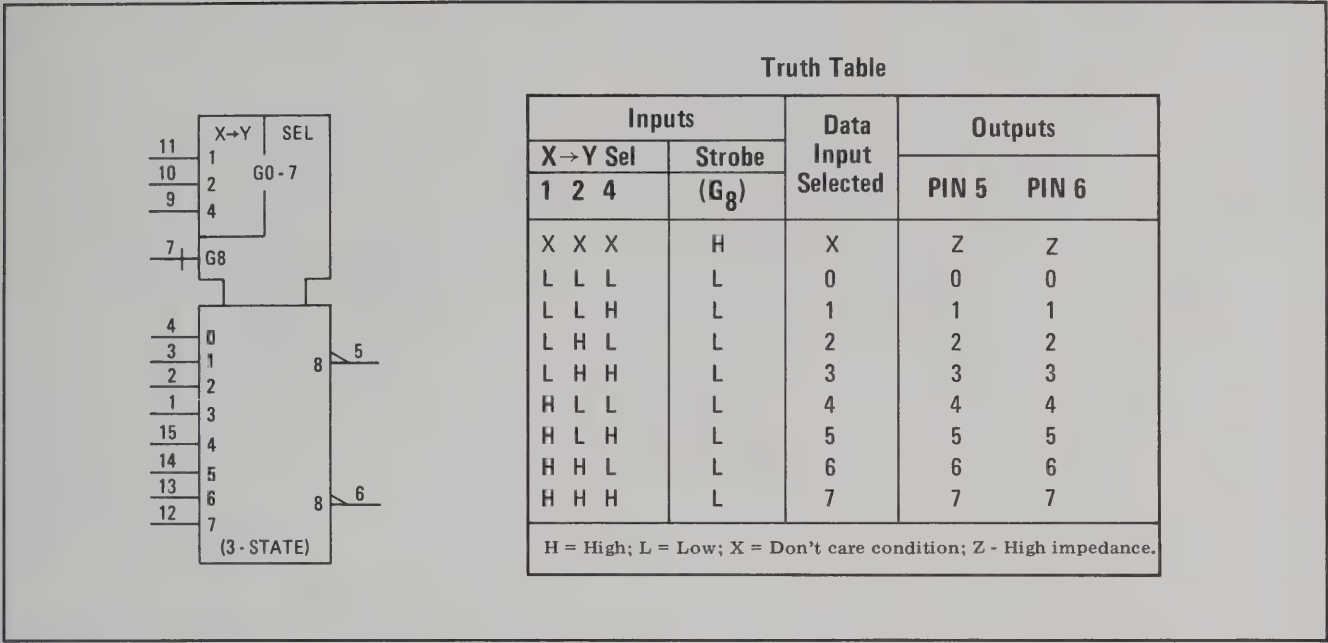 X→Y SEL
11 1 G0-7
10 2
9 4
7 G8
4 0
3 1 8 5
2 2
1 3
15 4
14 5
13 6 8 6
12 7
(3-STATE)
Truth Table
Inputs Data Input Selected Outputs
X→Y Sel Strobe
1 2 4 (G8) PIN 5 PIN 6
X X X H X Z Z
L L L L 0 0 0
L L H L 1 1 1
L H L L 2 2 2
L H H L 3 3 3
H L L L 4 4 4
H L H L 5 5 5
H H L L 6 6 6
H H H L 7 7 7
H = High; L = Low; X = Don't care condition; Z - High impedance.